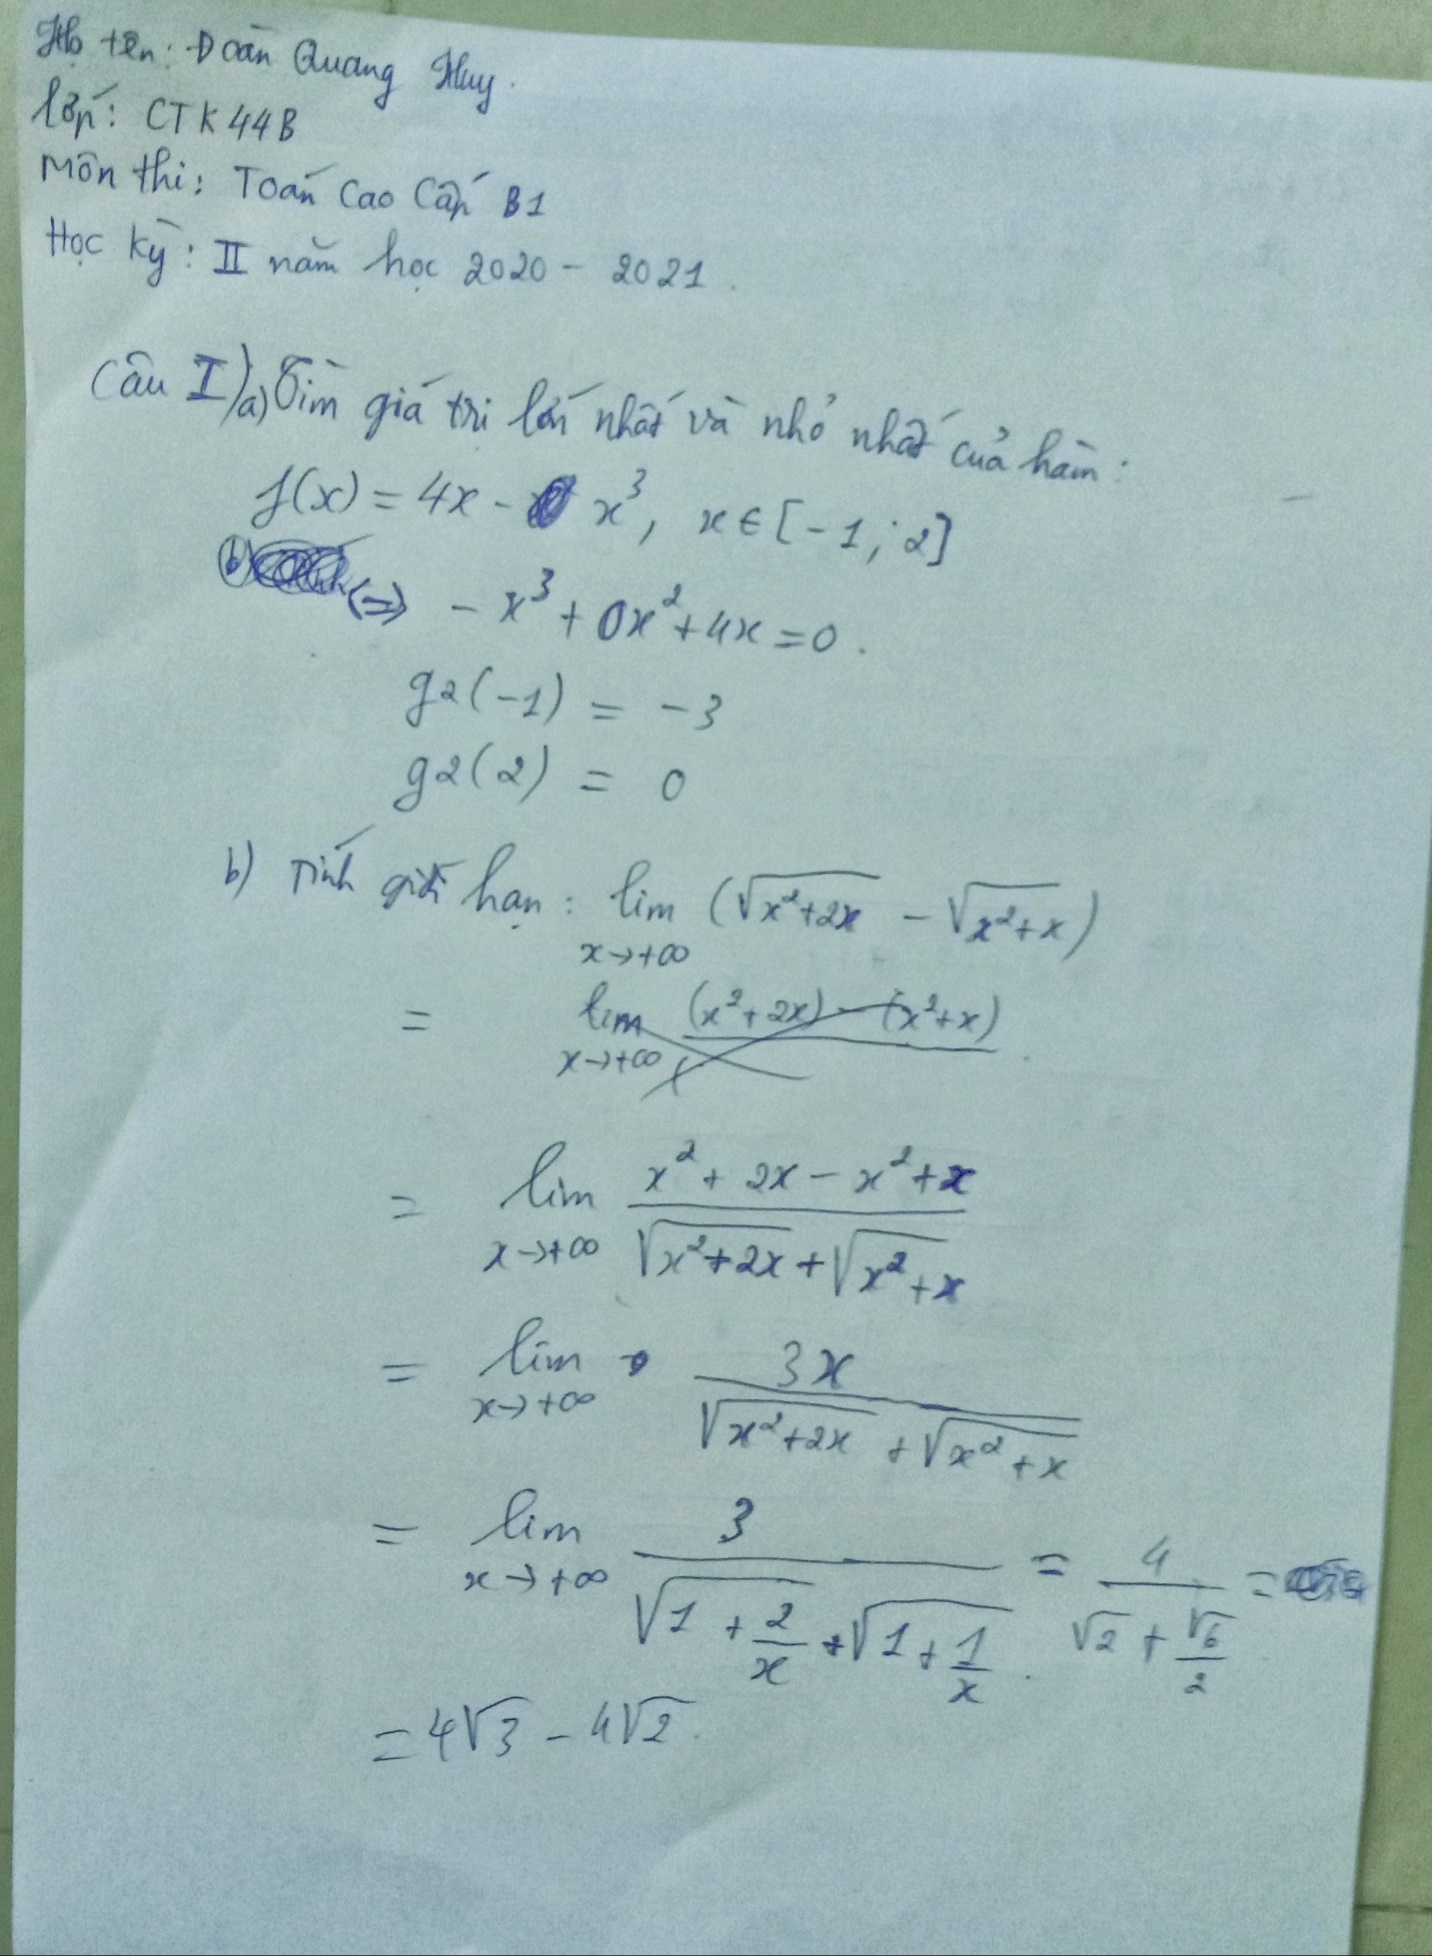 Họ tên: Đoàn Quang Huy.
Lớp: CTK44B
Môn thi: Toán Cao Cấp B1
Học kỳ: II năm học 2020 - 2021.
Câu I) a) Tìm giá trị lớn nhất và nhỏ nhất của hàm:
f(x) = 4x - x³, x ∈ [-1; 2]
b) (=) - x³ + 0x² + 4x = 0.
g2(-1) = -3
g2(2) = 0
b) Tính giới hạn: lim x→+∞ (√(x²+2x) - √(x²+x))
= lim x→+∞ (x²+2x) - (x²+x)
= lim x→+∞ (x² + 2x - x² + x) / (√(x²+2x) + √(x²+x))
= lim x→+∞ 3x / (√(x²+2x) + √(x²+x))
= lim x→+∞ 3 / (√(1 + 2/x) + √(1 + 1/x)) = 4 / (√2 + √6/2) =
= 4√3 - 4√2.